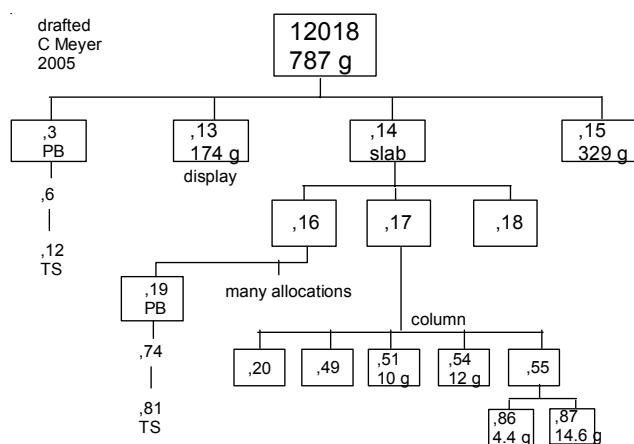 drafted
C Meyer
2005
12018
787 g
,3
PB
,13
174 g
display
,14
slab
,15
329 g
,6
,12
TS
,16
,17
,18
,19
PB
many allocations
column
,74
,81
TS
,20
,49
,51
10 g
,54
12 g
,55
,86
4.4 g
,87
14.6 g